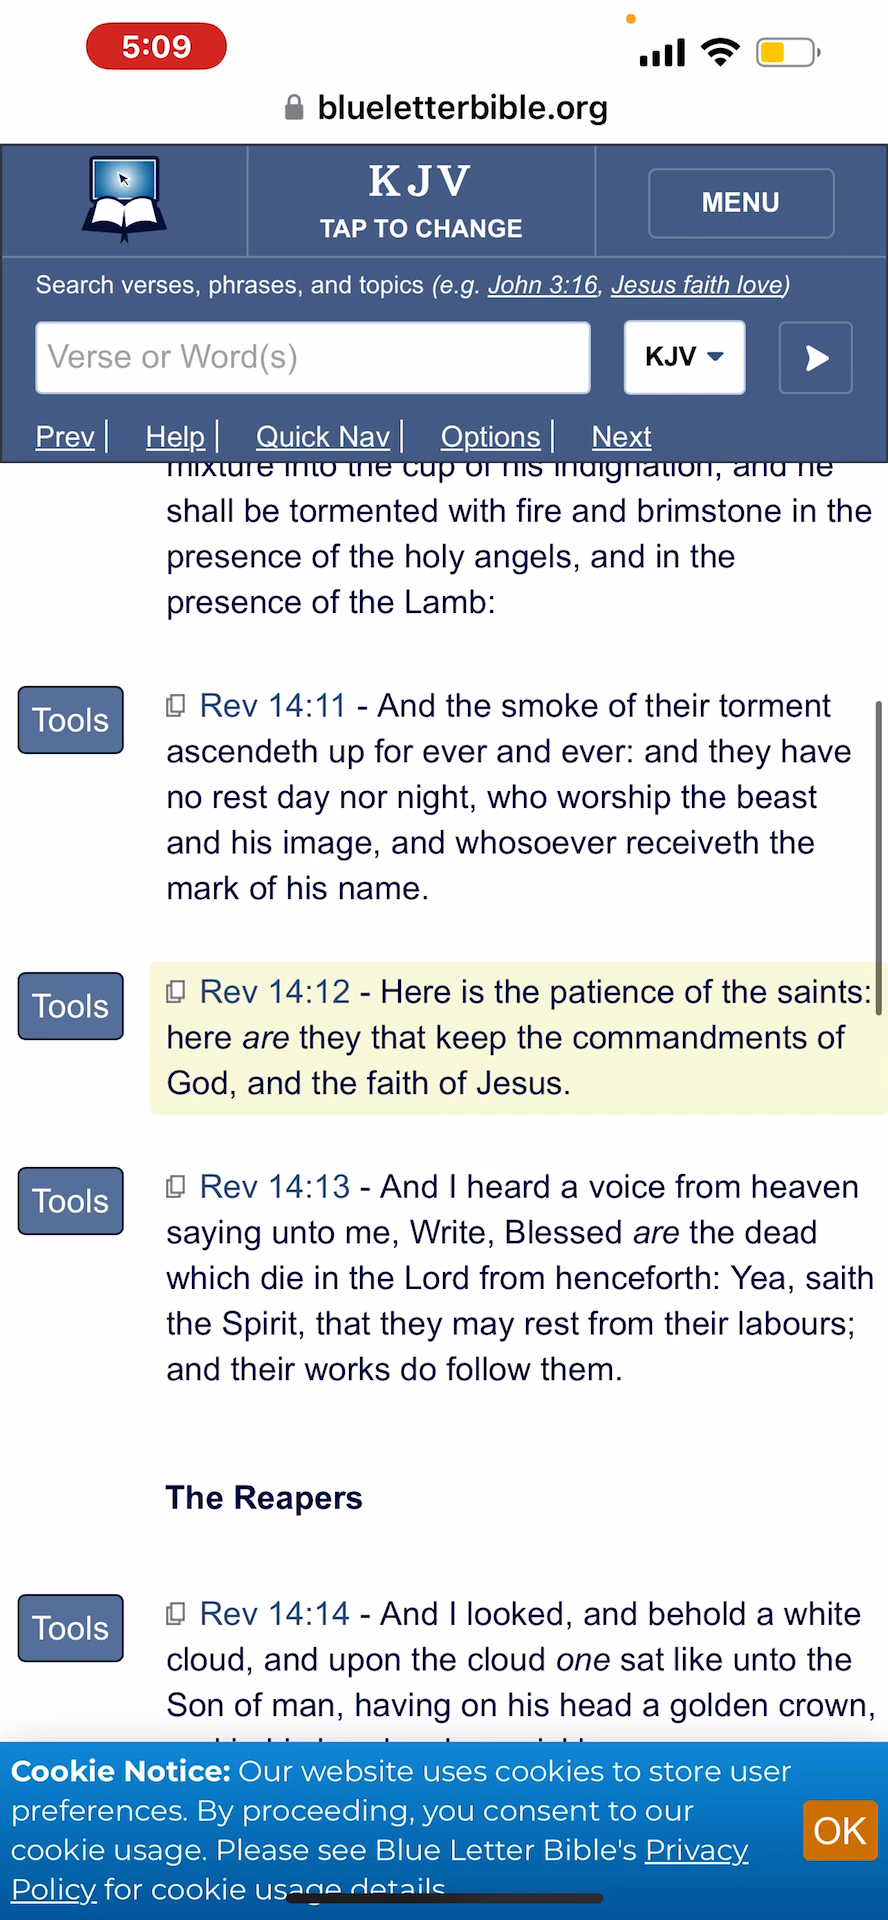 5:09
blueletterbible.org
KJV
TAP TO CHANGE
MENU
Search verses, phrases, and topics (e.g. John 3:16, Jesus faith love)
Verse or Word(s)
KJV
Prev | Help | Quick Nav | Options | Next
mixture into the cup of his indignation; and he
shall be tormented with fire and brimstone in the
presence of the holy angels, and in the
presence of the Lamb:
Tools
Rev 14:11 - And the smoke of their torment
ascendeth up for ever and ever: and they have
no rest day nor night, who worship the beast
and his image, and whosoever receiveth the
mark of his name.
Tools
Rev 14:12 - Here is the patience of the saints:
here are they that keep the commandments of
God, and the faith of Jesus.
Tools
Rev 14:13 - And I heard a voice from heaven
saying unto me, Write, Blessed are the dead
which die in the Lord from henceforth: Yea, saith
the Spirit, that they may rest from their labours;
and their works do follow them.
The Reapers
Tools
Rev 14:14 - And I looked, and behold a white
cloud, and upon the cloud one sat like unto the
Son of man, having on his head a golden crown,
Cookie Notice: Our website uses cookies to store user
preferences. By proceeding, you consent to our
cookie usage. Please see Blue Letter Bible's Privacy
Policy for cookie usage details.
OK